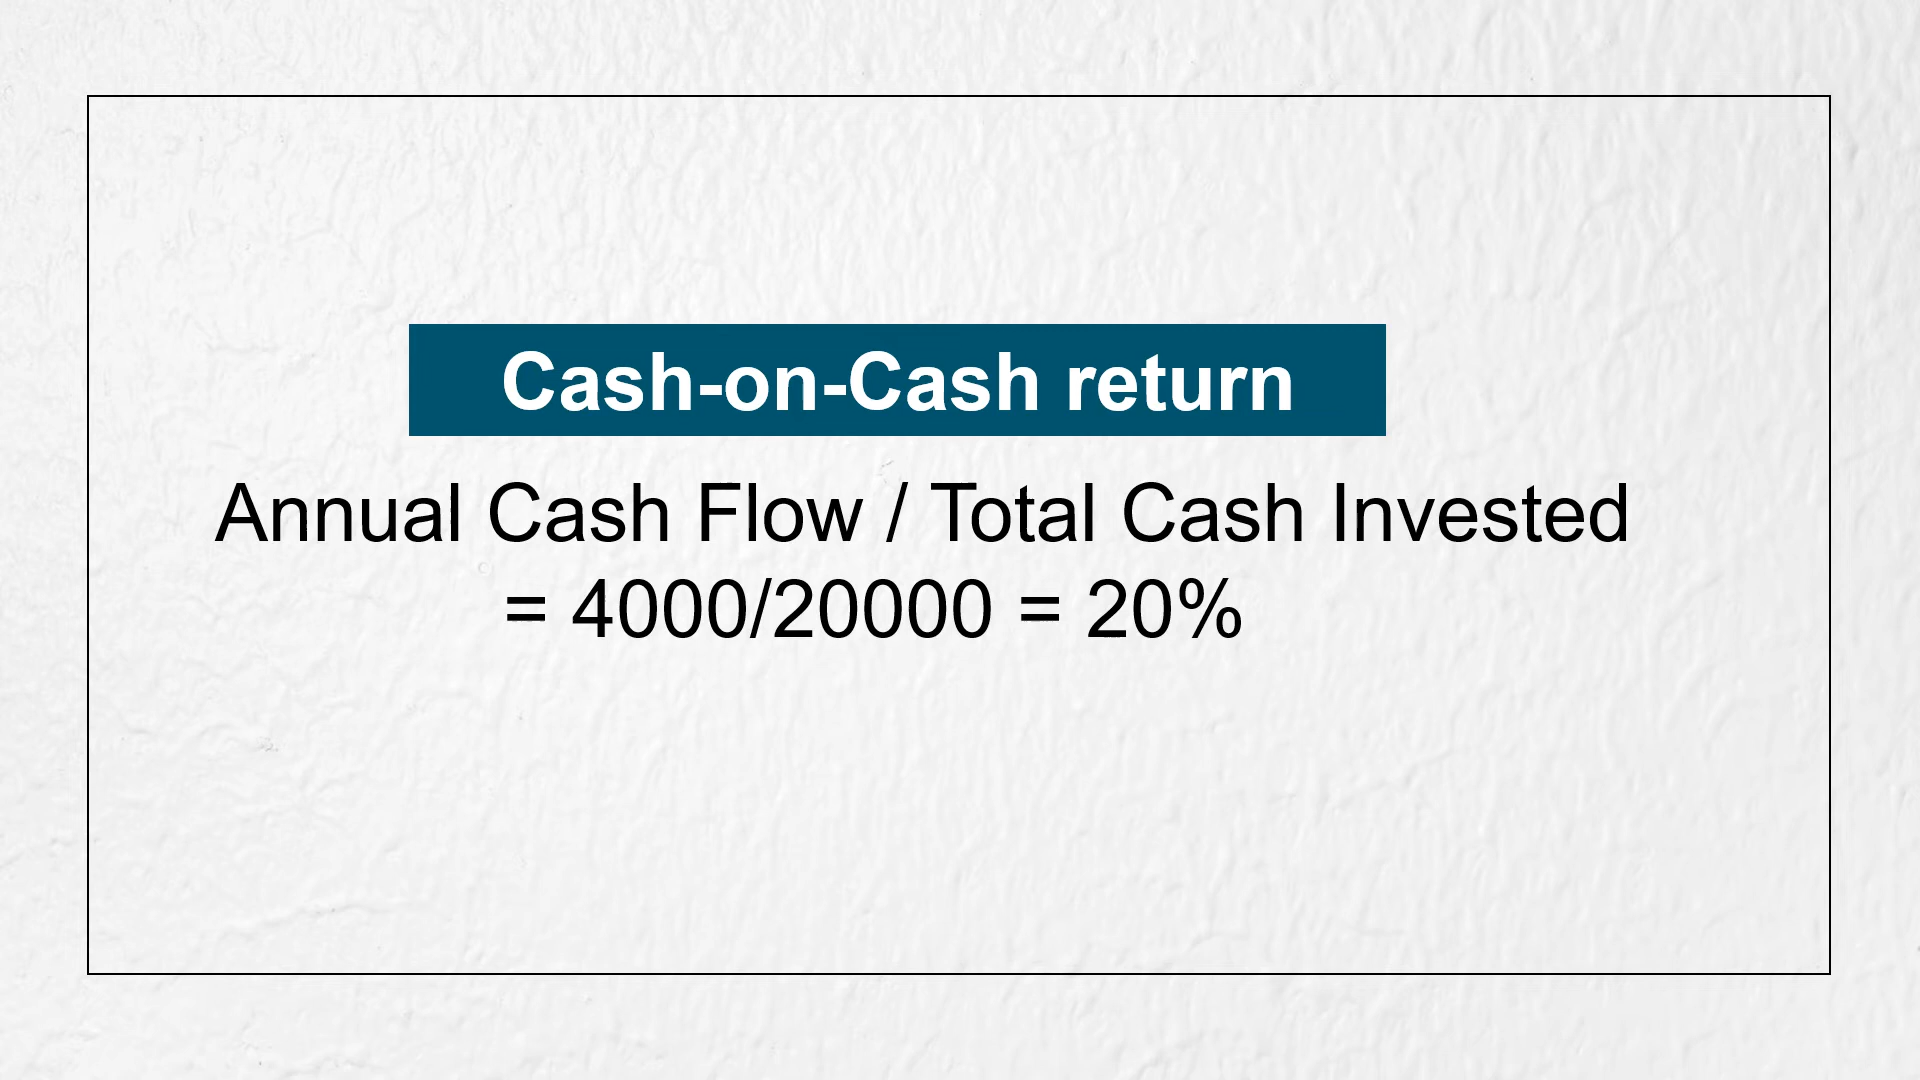 Cash-on-Cash return
Annual Cash Flow / Total Cash Invested
= 4000/20000 = 20%